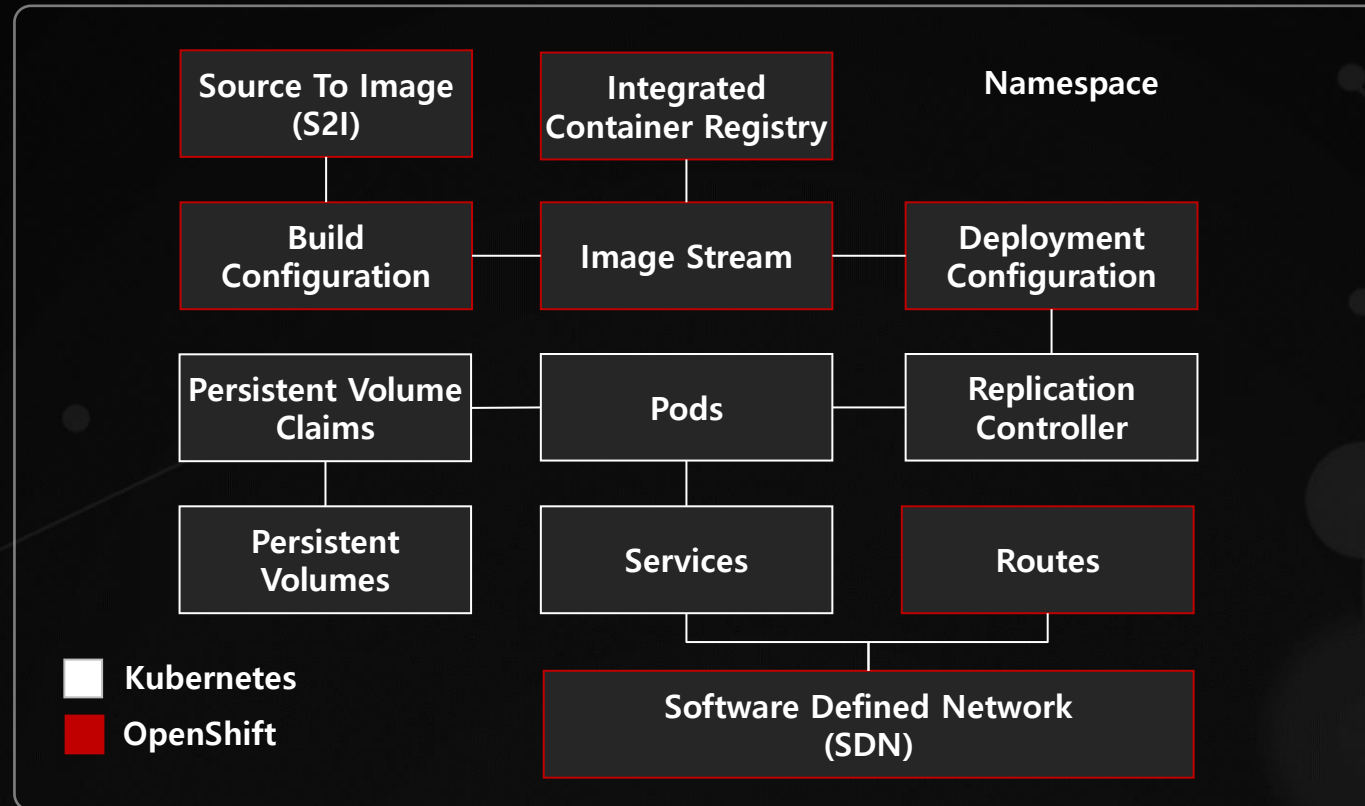 Source To Image
(S2I)
Integrated
Container Registry
Namespace
Build
Configuration
Image Stream
Deployment
Configuration
Persistent Volume
Claims
Pods
Replication
Controller
Persistent
Volumes
Services
Routes
Kubernetes
OpenShift
Software Defined Network
(SDN)